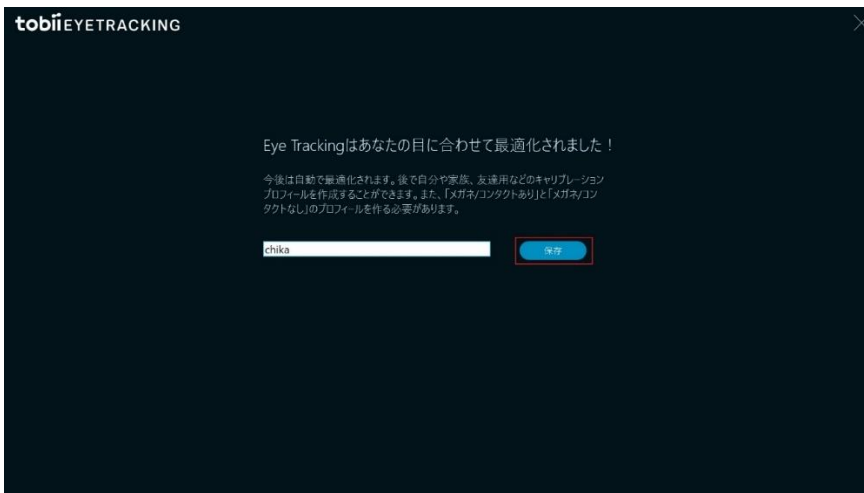 tobii EYETRACKING
Eye Trackingはあなたの目に合わせて最適化されました！
今後は自動で最適化されます。後で自分や家族、友達用などのキャリブレーション
プロフィールを作成することができます。また、「メガネ/コンタクトあり」と「メガネ/コン
タクトなし」のプロフィールを作る必要があります。
chika
保存